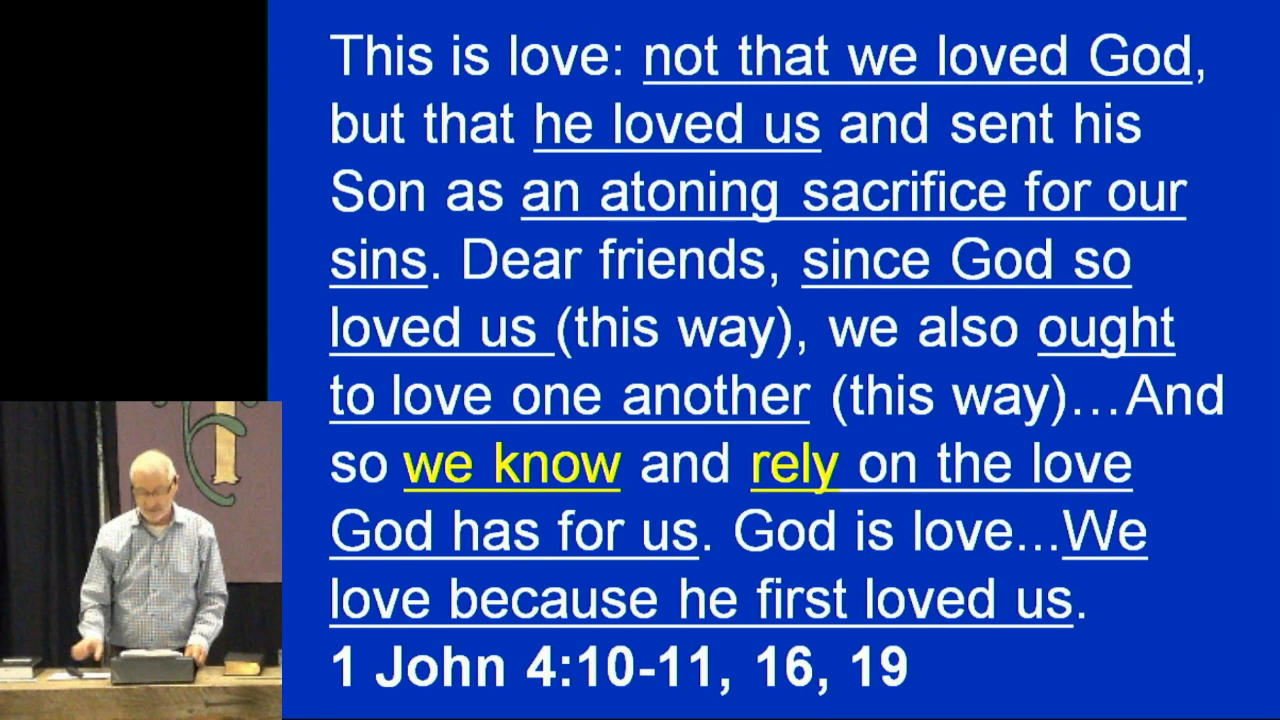 This is love: not that we loved God,
but that he loved us and sent his
Son as an atoning sacrifice for our
sins. Dear friends, since God so
loved us (this way), we also ought
to love one another (this way)…And
so we know and rely on the love
God has for us. God is love...We
love because he first loved us.
1 John 4:10-11, 16, 19